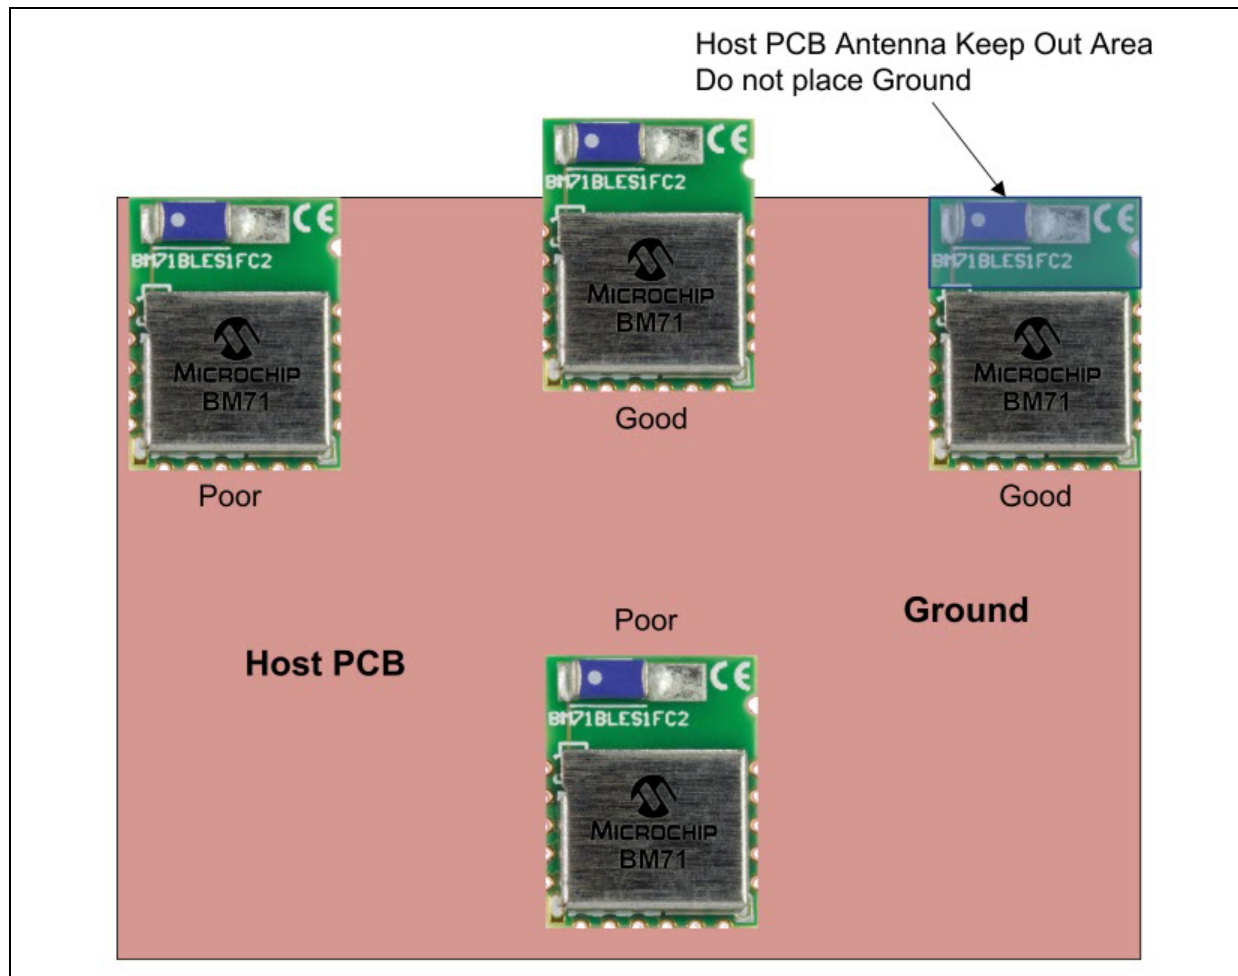 Host PCB Antenna Keep Out Area
Do not place Ground
CE
BM71BLES1FC2
MICROCHIP
BM71
Good
CE
BM71BLES1FC2
MICROCHIP
BM71
Poor
CE
BM71BLES1FC2
MICROCHIP
BM71
Good
Ground
Host PCB
Poor
CE
BM71BLES1FC2
MICROCHIP
BM71